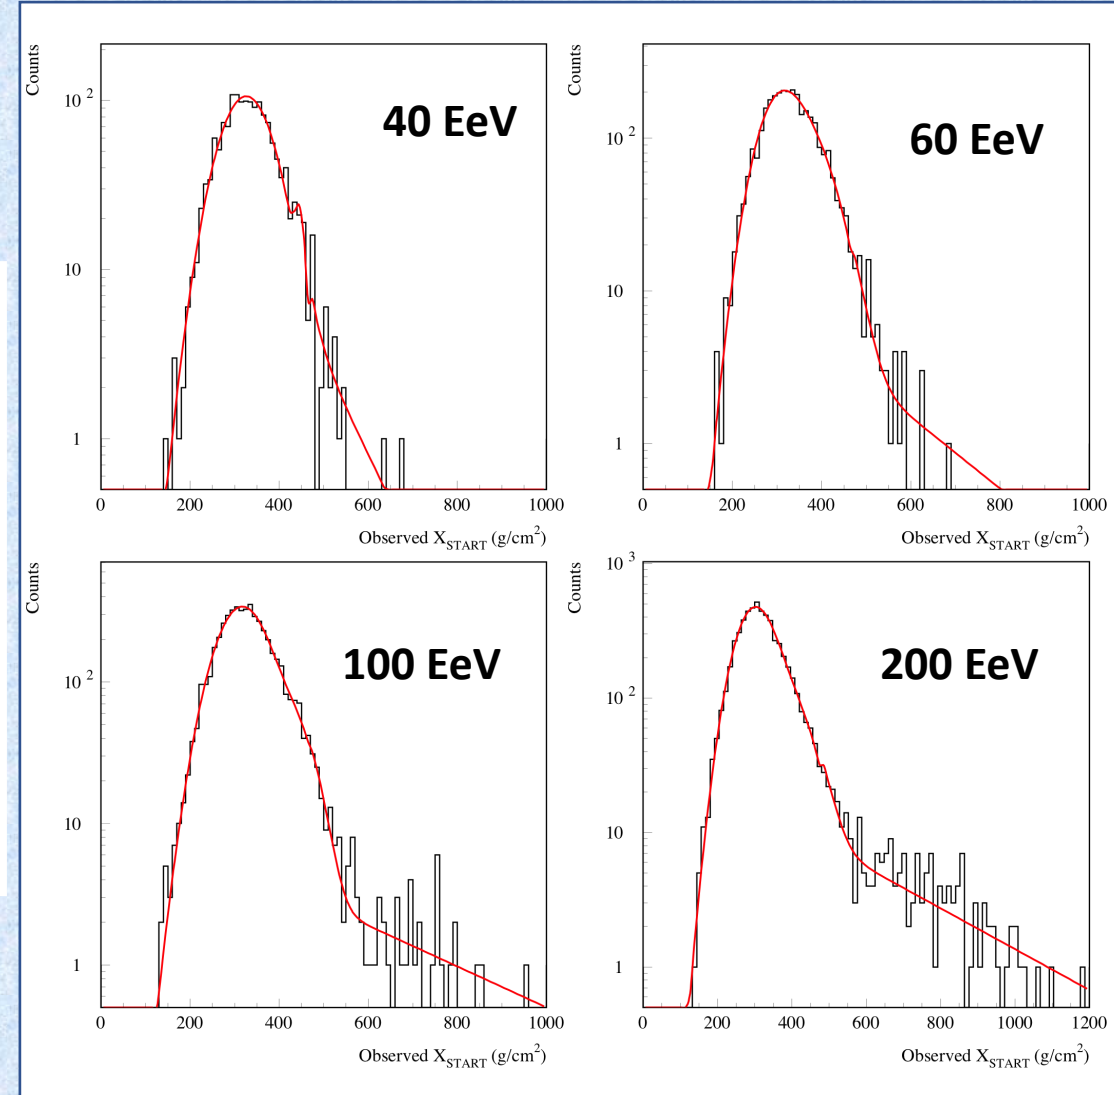 Counts
40 EeV
10 2
10
1
0 200 400 600 800 1000
Observed XSTART (g/cm2)
Counts
60 EeV
10 2
10
1
0 200 400 600 800 1000
Observed XSTART (g/cm2)
Counts
100 EeV
10 2
10
1
0 200 400 600 800 1000
Observed XSTART (g/cm2)
Counts
10 3
200 EeV
10 2
10
1
0 200 400 600 800 1000 1200
Observed XSTART (g/cm2)